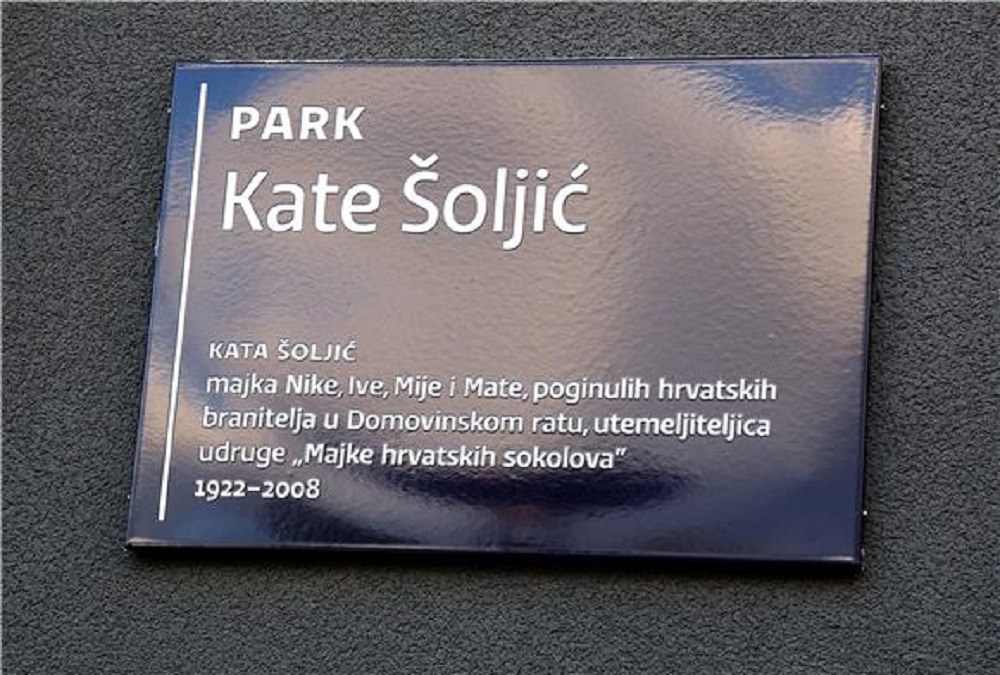 PARK
Kate Šoljić
KATA ŠOLJIĆ
majka Nike, Ive, Mije i Mate, poginulih hrvatskih
branitelja u Domovinskom ratu, utemeljiteljica
udruge „Majke hrvatskih sokolova”
1922–2008